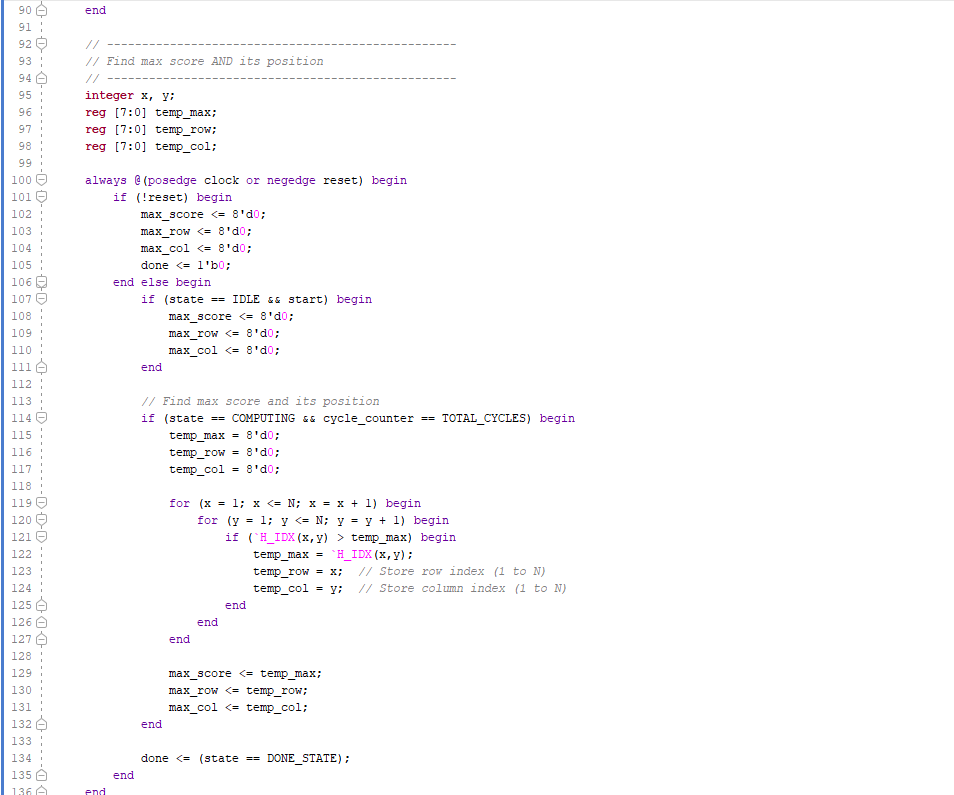 90 end
91
92 // --------------------------------------------------
93 // Find max score AND its position
94 // --------------------------------------------------
95 integer x, y;
96 reg [7:0] temp_max;
97 reg [7:0] temp_row;
98 reg [7:0] temp_col;
99
100 always @(posedge clock or negedge reset) begin
101 if (!reset) begin
102 max_score <= 8'd0;
103 max_row <= 8'd0;
104 max_col <= 8'd0;
105 done <= 1'b0;
106 end else begin
107 if (state == IDLE && start) begin
108 max_score <= 8'd0;
109 max_row <= 8'd0;
110 max_col <= 8'd0;
111 end
112
113 // Find max score and its position
114 if (state == COMPUTING && cycle_counter == TOTAL_CYCLES) begin
115 temp_max = 8'd0;
116 temp_row = 8'd0;
117 temp_col = 8'd0;
118
119 for (x = 1; x <= N; x = x + 1) begin
120 for (y = 1; y <= N; y = y + 1) begin
121 if (`H_IDX(x,y) > temp_max) begin
122 temp_max = `H_IDX(x,y);
123 temp_row = x; // Store row index (1 to N)
124 temp_col = y; // Store column index (1 to N)
125 end
126 end
127 end
128
129 max_score <= temp_max;
130 max_row <= temp_row;
131 max_col <= temp_col;
132 end
133
134 done <= (state == DONE_STATE);
135 end
136 end